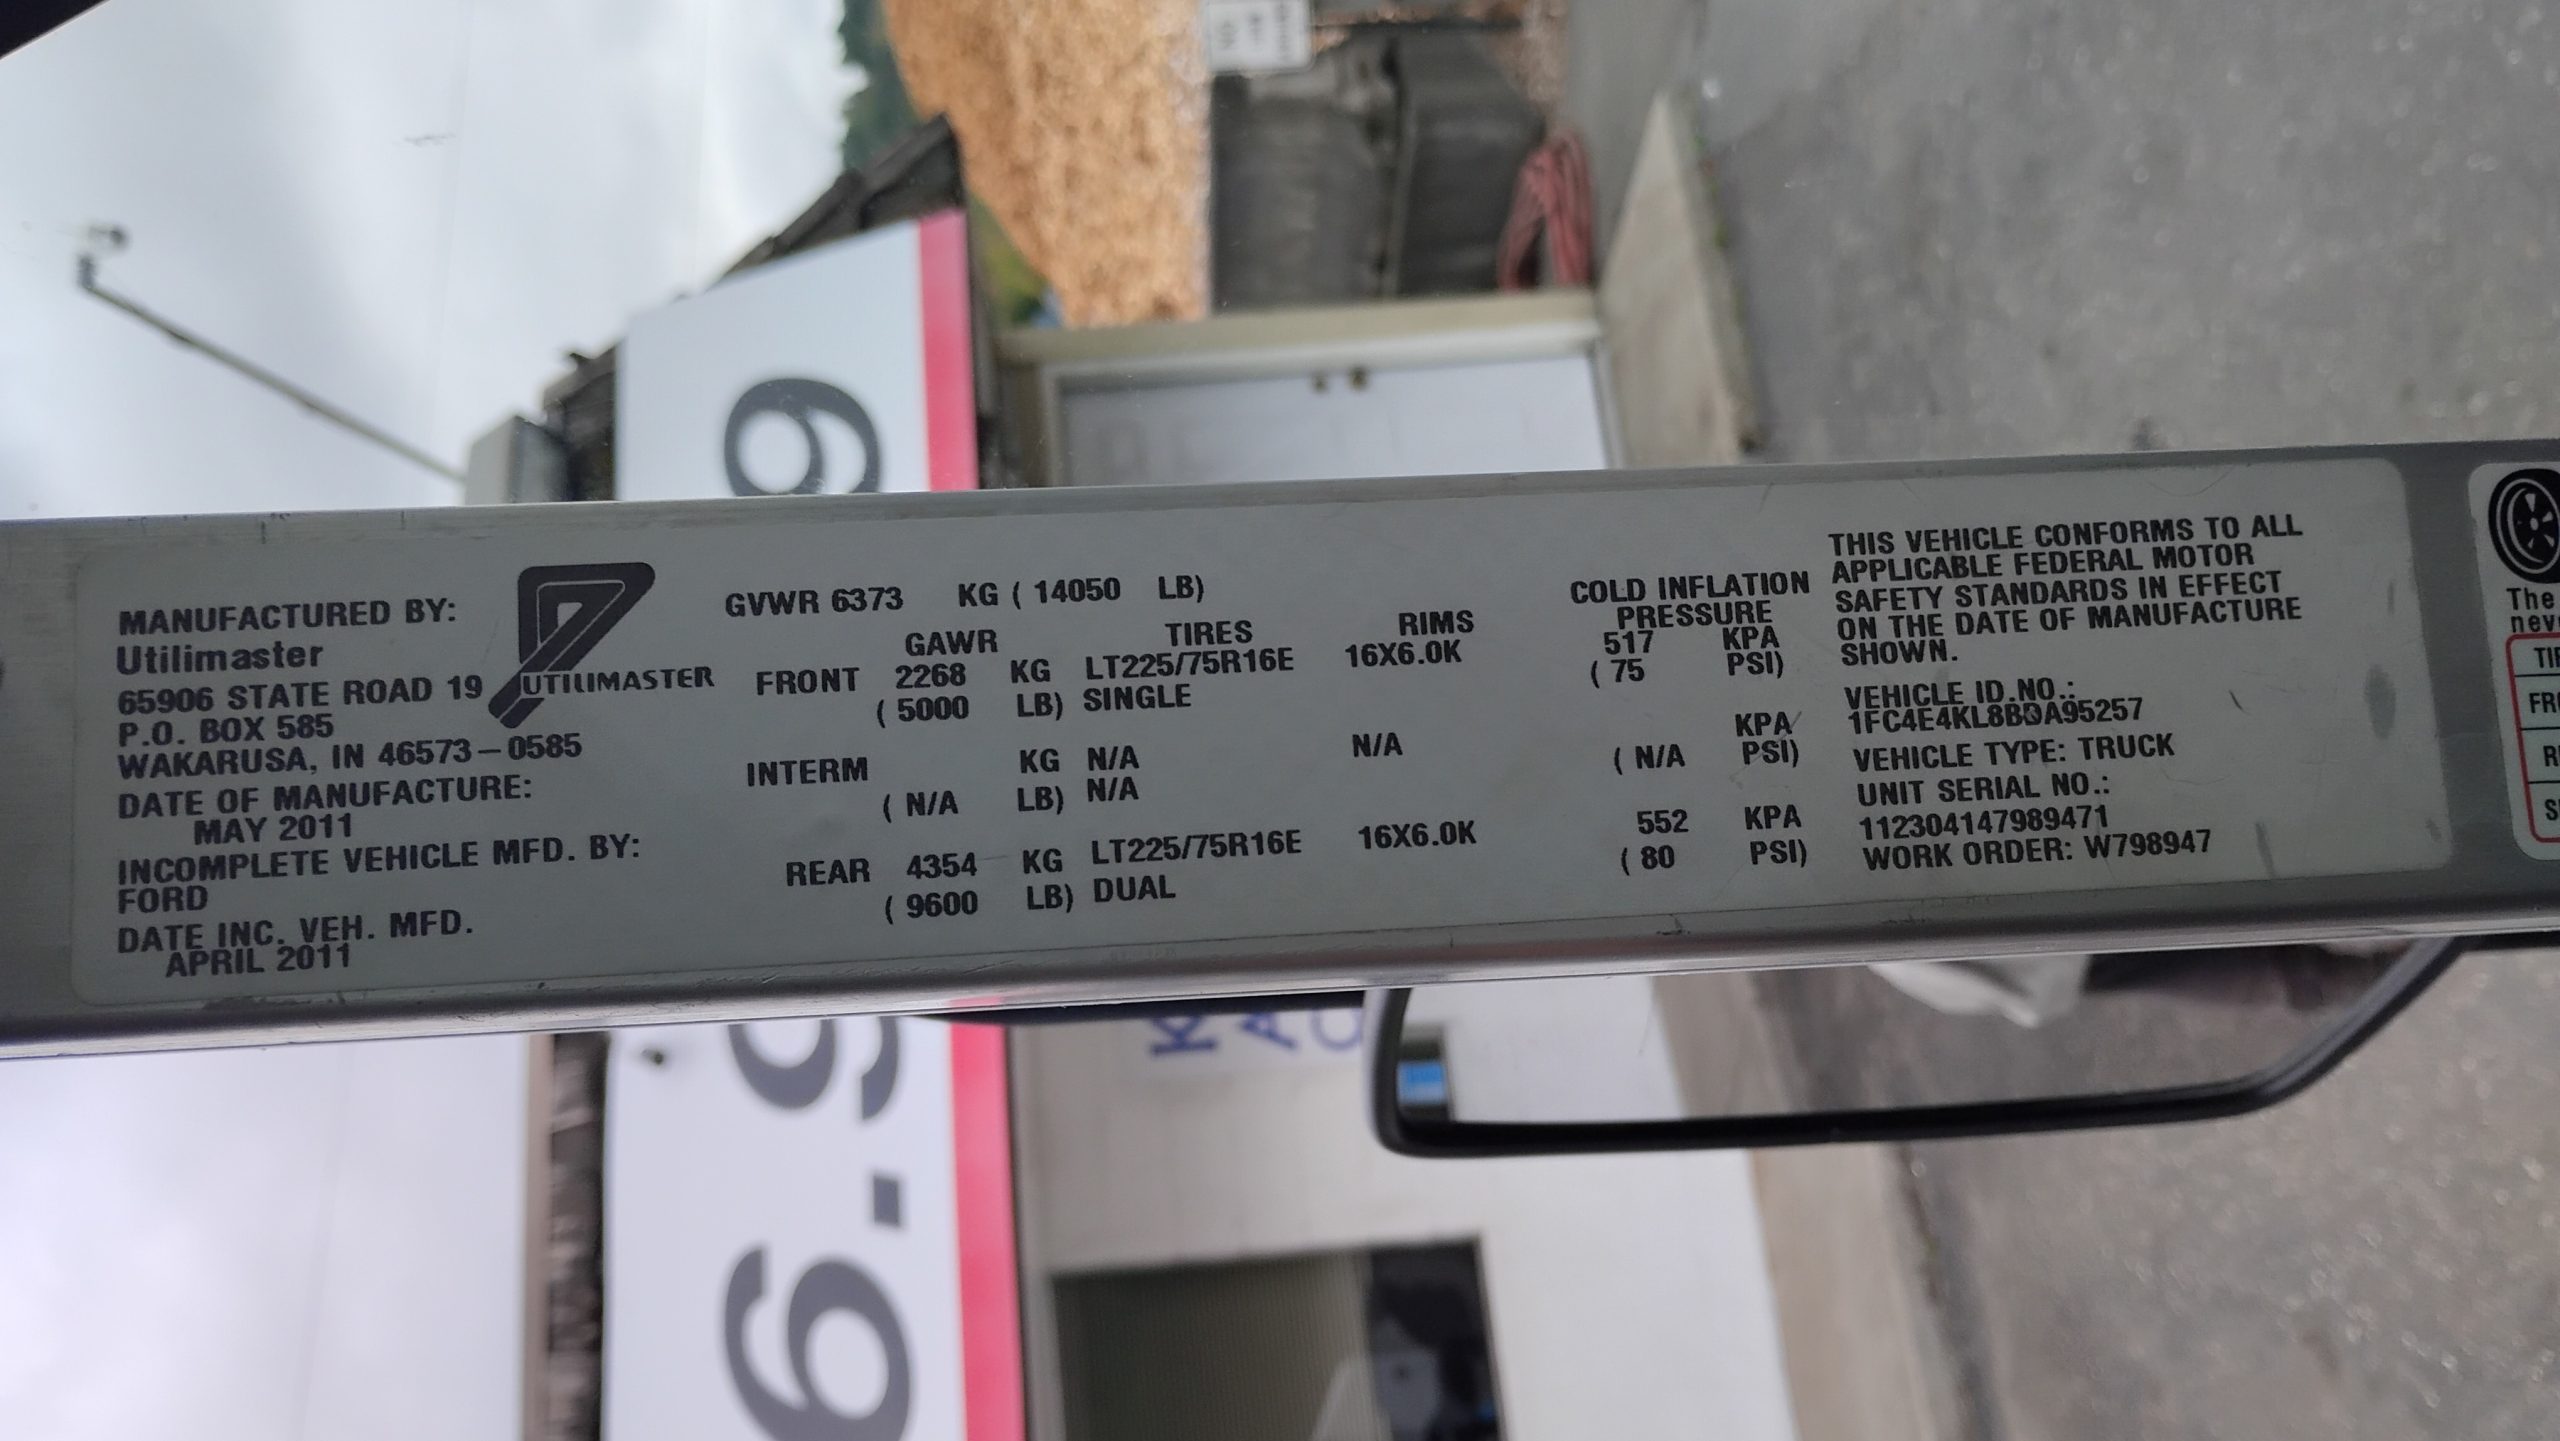 MANUFACTURED BY:
Utilimaster
65906 STATE ROAD 19
P.O. BOX 585
WAKARUSA, IN 46573-0585
DATE OF MANUFACTURE:
MAY 2011
INCOMPLETE VEHICLE MFD. BY:
FORD
DATE INC. VEH. MFD.
APRIL 2011
UTILIMASTER
GVWR 6373 KG ( 14050 LB)
GAWR TIRES RIMS COLD INFLATION PRESSURE
FRONT 2268 KG LT225/75R16E 16X6.0K 517 KPA
( 5000 LB) SINGLE ( 75 PSI)
INTERM KG N/A N/A KPA
( N/A LB) N/A ( N/A PSI)
REAR 4354 KG LT225/75R16E 16X6.0K 552 KPA
( 9600 LB) DUAL ( 80 PSI)
THIS VEHICLE CONFORMS TO ALL
APPLICABLE FEDERAL MOTOR
SAFETY STANDARDS IN EFFECT
ON THE DATE OF MANUFACTURE
SHOWN.
VEHICLE ID.NO.:
1FC4E4KL8BDA95257
VEHICLE TYPE: TRUCK
UNIT SERIAL NO.:
112304147989471
WORK ORDER: W798947
The